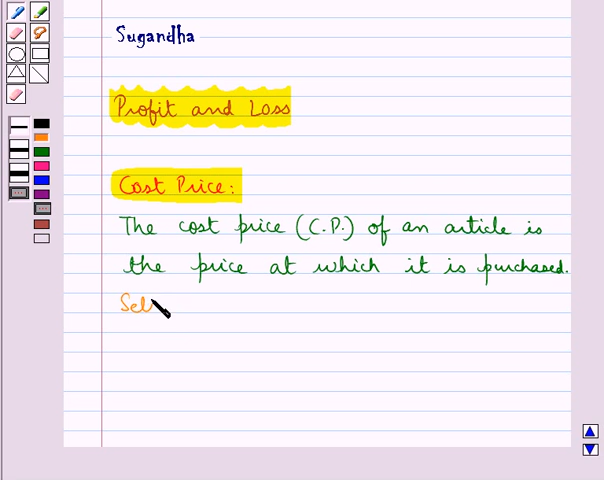 Sugandha
Profit and Loss
Cost Price:
The cost price (C.P.) of an article is
the price at which it is purchased.
Sel